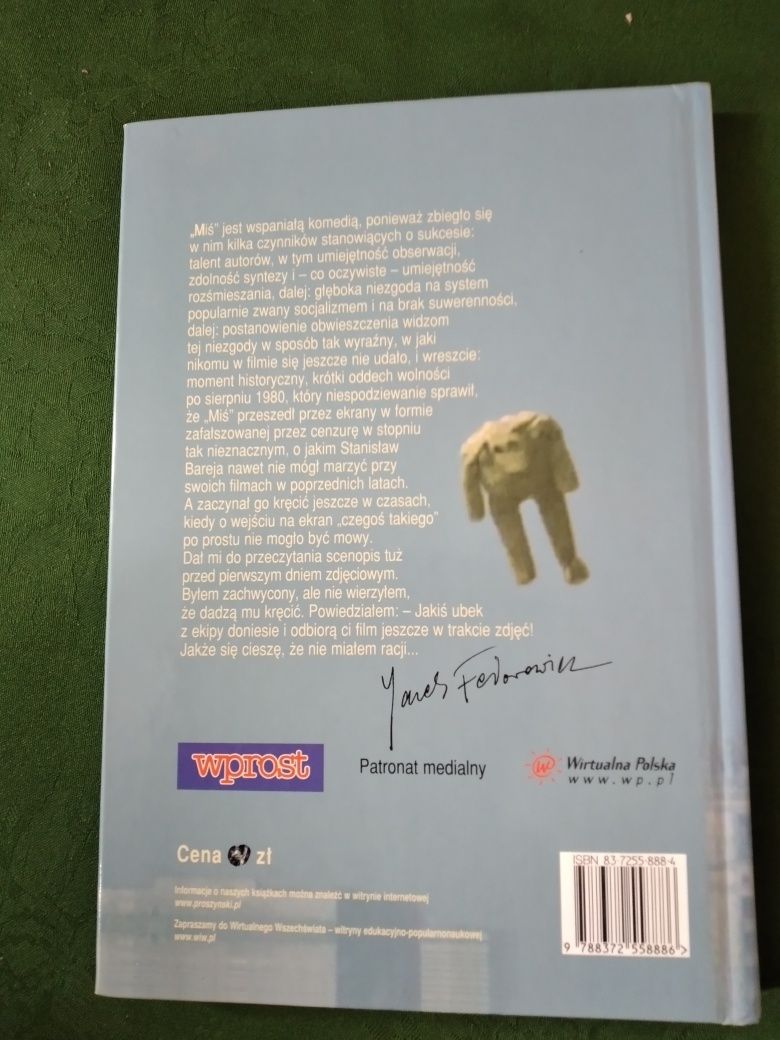 „Miś” jest wspaniałą komedią, ponieważ zbiegło się
w nim kilka czynników stanowiących o sukcesie:
talent autorów, w tym umiejętność obserwacji,
zdolność syntezy i – co oczywiste – umiejętność
rozśmieszania, dalej: głęboka niezgoda na system
popularnie zwany socjalizmem i na brak suwerenności,
dalej: postanowienie obwieszczenia widzom
tej niezgody w sposób tak wyraźny, w jaki
nikomu w filmie się jeszcze nie udało, i wreszcie:
moment historyczny, krótki oddech wolności
po sierpniu 1980, który niespodziewanie sprawił,
że „Miś” przeszedł przez ekrany w formie
zafałszowanej przez cenzurę w stopniu
tak nieznacznym, o jakim Stanisław
Bareja nawet nie mógł marzyć przy
swoich filmach w poprzednich latach.
A zaczynał go kręcić jeszcze w czasach,
kiedy o wejściu na ekran „czegoś takiego”
po prostu nie mogło być mowy.
Dał mi do przeczytania scenopis tuż
przed pierwszym dniem zdjęciowym.
Byłem zachwycony, ale nie wierzyłem,
że dadzą mu kręcić. Powiedziałem: – Jakiś ubek
z ekipy doniesie i odbiorą ci film jeszcze w trakcie zdjęć!
Jakże się cieszę, że nie miałem racji...
Jacek Fedorowicz
wprost
Patronat medialny
Wirtualna Polska
www.wp.pl
Cena zł
Informacje o naszych książkach można znaleźć w witrynie internetowej
www.proszynski.pl
Zapraszamy do Wirtualnego Wszechświata – witryny edukacyjno-popularnonaukowej
www.wiw.pl
ISBN 83-7255-888-4
9 788372 558886 >